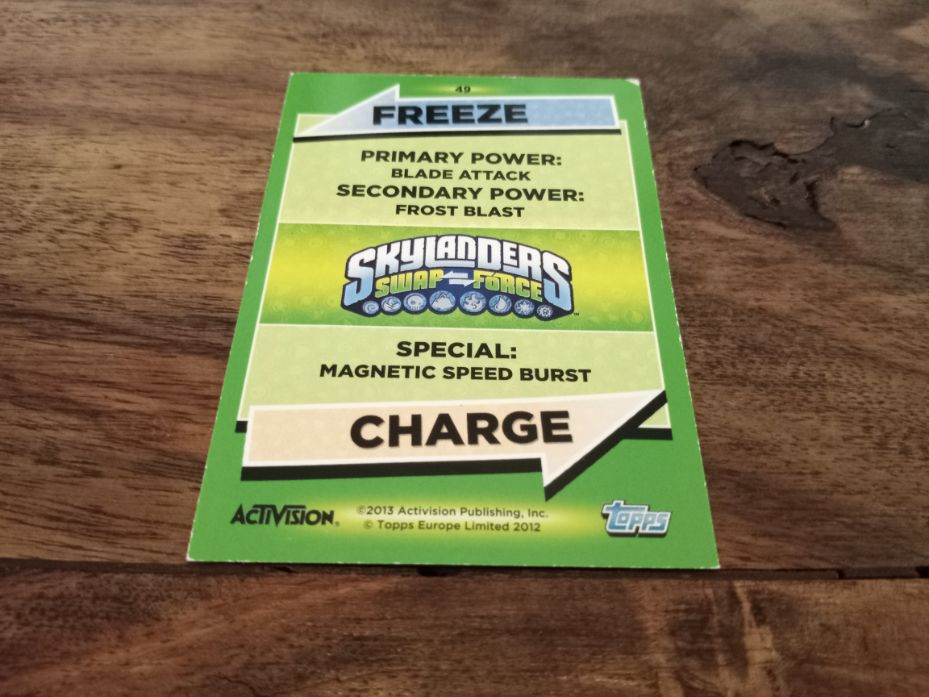 49
FREEZE
PRIMARY POWER:
BLADE ATTACK
SECONDARY POWER:
FROST BLAST
SKYLANDERS
SWAP FORCE
™
SPECIAL:
MAGNETIC SPEED BURST
CHARGE
ACTIVISION®
©2013 Activision Publishing, Inc.
© Topps Europe Limited 2012
topps